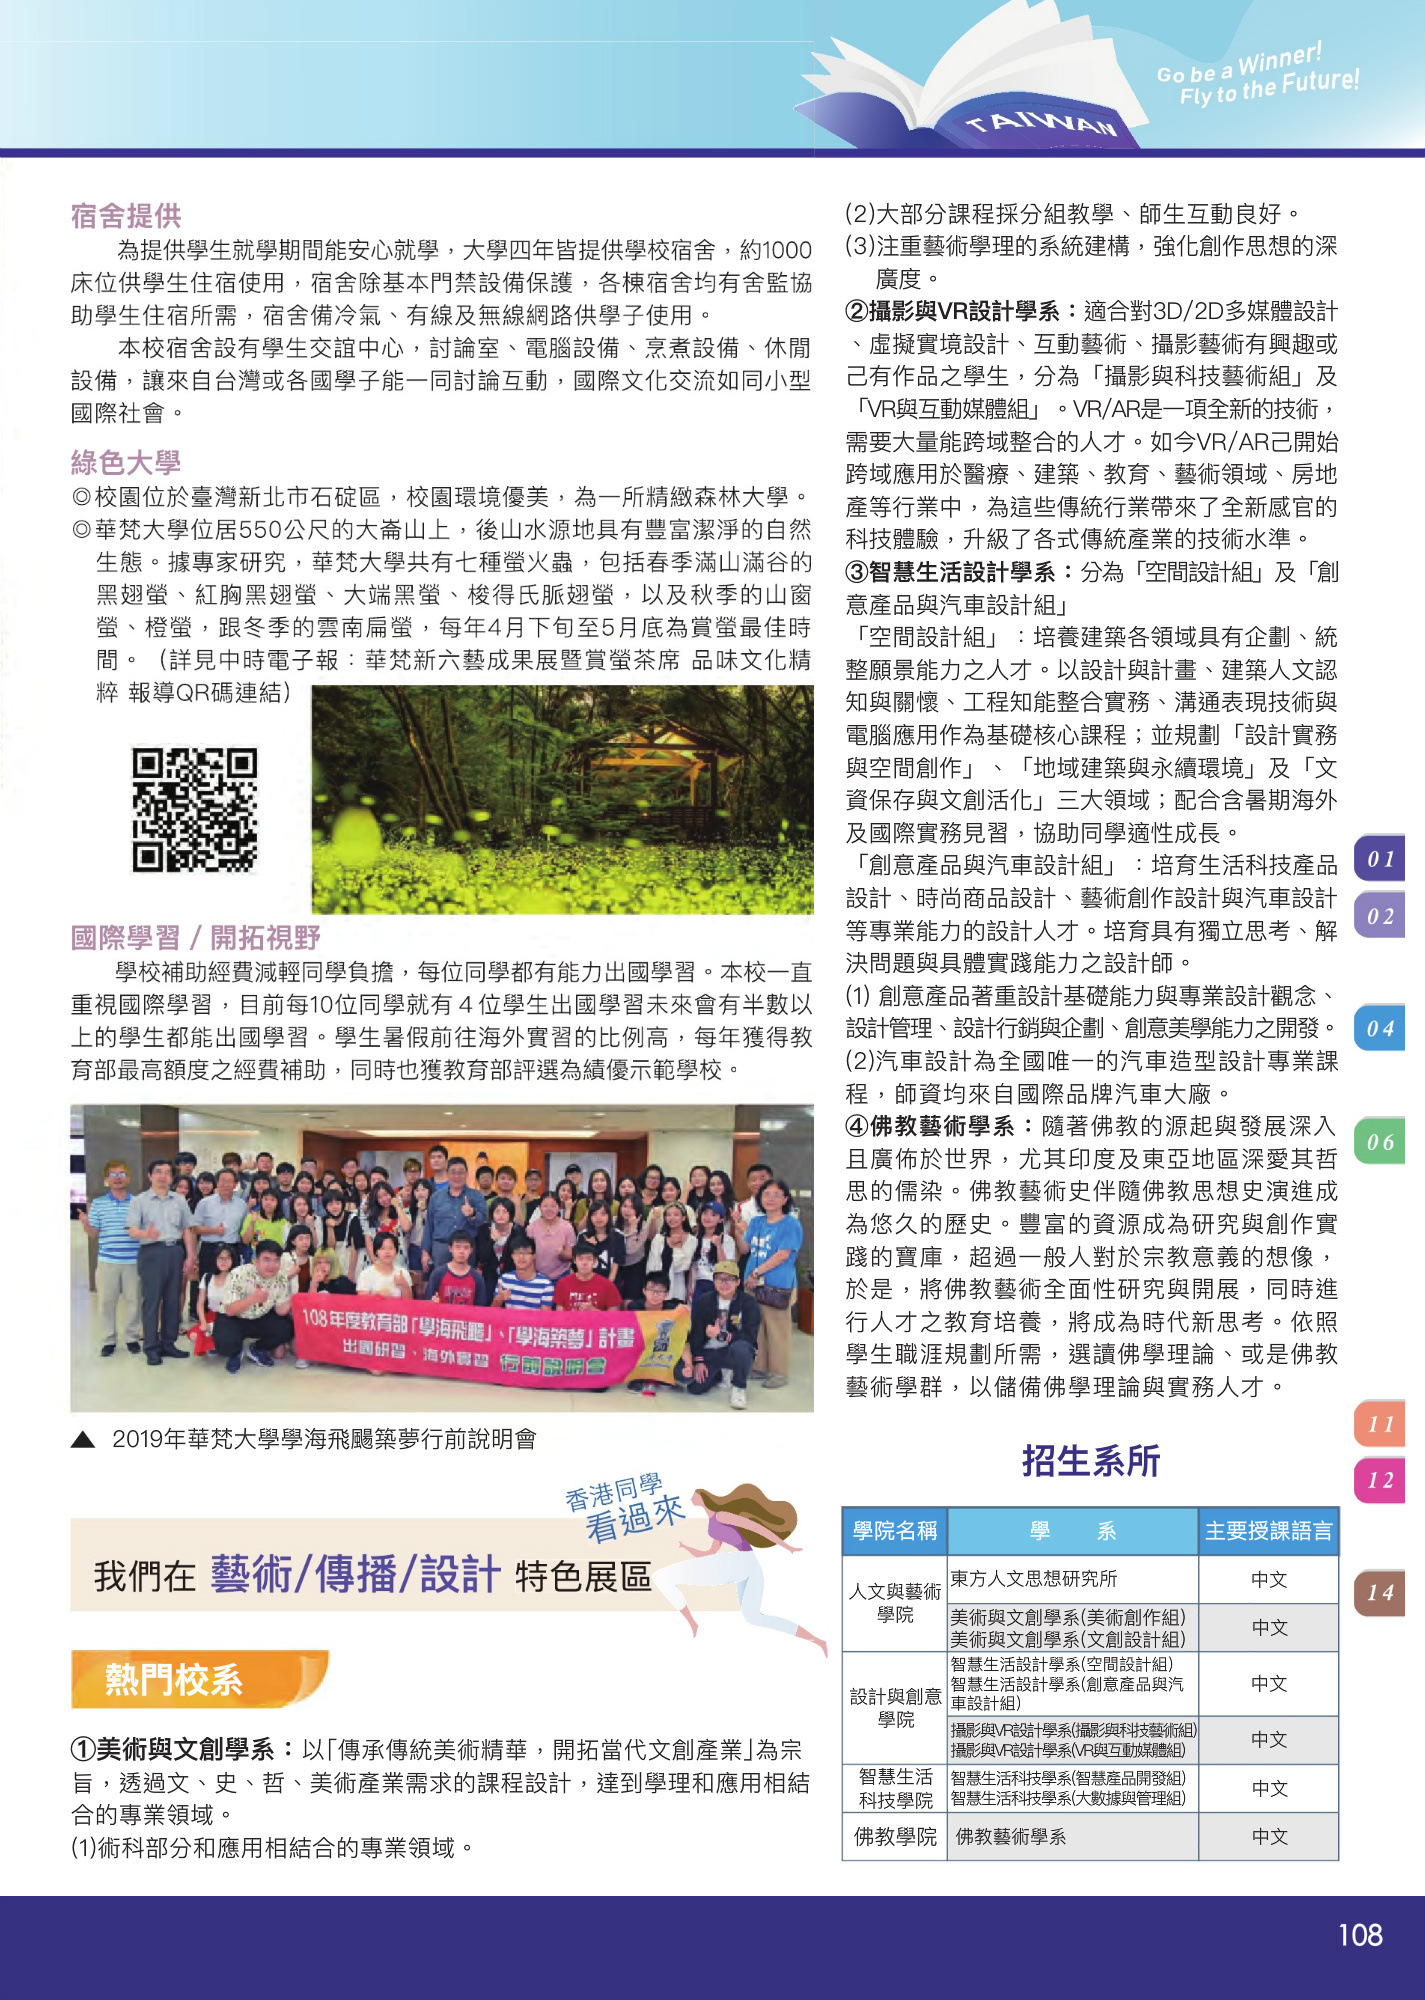 Go be a Winner!
Fly to the Future!
TAIWAN
宿舍提供
為提供學生就學期間能安心就學，大學四年皆提供學校宿舍，約1000
床位供學生住宿使用，宿舍除基本門禁設備保護，各棟宿舍均有舍監協
助學生住宿所需，宿舍備冷氣、有線及無線網路供學子使用。
本校宿舍設有學生交誼中心，討論室、電腦設備、烹煮設備、休閒
設備，讓來自台灣或各國學子能一同討論互動，國際文化交流如同小型
國際社會。
綠色大學
◎校園位於臺灣新北市石碇區，校園環境優美，為一所精緻森林大學。
◎華梵大學位居550公尺的大崙山上，後山水源地具有豐富潔淨的自然
生態。據專家研究，華梵大學共有七種螢火蟲，包括春季滿山滿谷的
黑翅螢、紅胸黑翅螢、大端黑螢、梭得氏脈翅螢，以及秋季的山窗
螢、橙螢，跟冬季的雲南扁螢，每年4月下旬至5月底為賞螢最佳時
間。（詳見中時電子報：華梵新六藝成果展暨賞螢茶席 品味文化精
粹 報導QR碼連結）
國際學習 / 開拓視野
學校補助經費減輕同學負擔，每位同學都有能力出國學習。本校一直
重視國際學習，目前每10位同學就有４位學生出國學習未來會有半數以
上的學生都能出國學習。學生暑假前往海外實習的比例高，每年獲得教
育部最高額度之經費補助，同時也獲教育部評選為績優示範學校。
108年度教育部「學海飛颺」、「學海築夢」計畫
出國研習、海外實習 行前說明會
▲ 2019年華梵大學學海飛颺築夢行前說明會
香港同學
看過來
我們在 藝術/傳播/設計 特色展區
熱門校系
①美術與文創學系：以「傳承傳統美術精華，開拓當代文創產業」為宗
旨，透過文、史、哲、美術產業需求的課程設計，達到學理和應用相結
合的專業領域。
(1)術科部分和應用相結合的專業領域。
(2)大部分課程採分組教學、師生互動良好。
(3)注重藝術學理的系統建構，強化創作思想的深
廣度。
②攝影與VR設計學系：適合對3D/2D多媒體設計
、虛擬實境設計、互動藝術、攝影藝術有興趣或
己有作品之學生，分為「攝影與科技藝術組」及
「VR與互動媒體組」。VR/AR是一項全新的技術，
需要大量能跨域整合的人才。如今VR/AR己開始
跨域應用於醫療、建築、教育、藝術領域、房地
產等行業中，為這些傳統行業帶來了全新感官的
科技體驗，升級了各式傳統產業的技術水準。
③智慧生活設計學系：分為「空間設計組」及「創
意產品與汽車設計組」
「空間設計組」：培養建築各領域具有企劃、統
整願景能力之人才。以設計與計畫、建築人文認
知與關懷、工程知能整合實務、溝通表現技術與
電腦應用作為基礎核心課程；並規劃「設計實務
與空間創作」、「地域建築與永續環境」及「文
資保存與文創活化」三大領域；配合含暑期海外
及國際實務見習，協助同學適性成長。
「創意產品與汽車設計組」：培育生活科技產品
設計、時尚商品設計、藝術創作設計與汽車設計
等專業能力的設計人才。培育具有獨立思考、解
決問題與具體實踐能力之設計師。
(1) 創意產品著重設計基礎能力與專業設計觀念、
設計管理、設計行銷與企劃、創意美學能力之開發。
(2)汽車設計為全國唯一的汽車造型設計專業課
程，師資均來自國際品牌汽車大廠。
④佛教藝術學系：隨著佛教的源起與發展深入
且廣佈於世界，尤其印度及東亞地區深愛其哲
思的儒染。佛教藝術史伴隨佛教思想史演進成
為悠久的歷史。豐富的資源成為研究與創作實
踐的寶庫，超過一般人對於宗教意義的想像，
於是，將佛教藝術全面性研究與開展，同時進
行人才之教育培養，將成為時代新思考。依照
學生職涯規劃所需，選讀佛學理論、或是佛教
藝術學群，以儲備佛學理論與實務人才。
招生系所
學院名稱 學　系 主要授課語言
人文與藝術學院
東方人文思想研究所 中文
美術與文創學系(美術創作組)
美術與文創學系(文創設計組)
中文
設計與創意學院
智慧生活設計學系(空間設計組)
智慧生活設計學系(創意產品與汽
車設計組)
中文
攝影與VR設計學系(攝影與科技藝術組)
攝影與VR設計學系(VR與互動媒體組)
中文
智慧生活科技學院
智慧生活科技學系(智慧產品開發組)
智慧生活科技學系(大數據與管理組)
中文
佛教學院 佛教藝術學系 中文
01
02
04
06
11
12
14
108